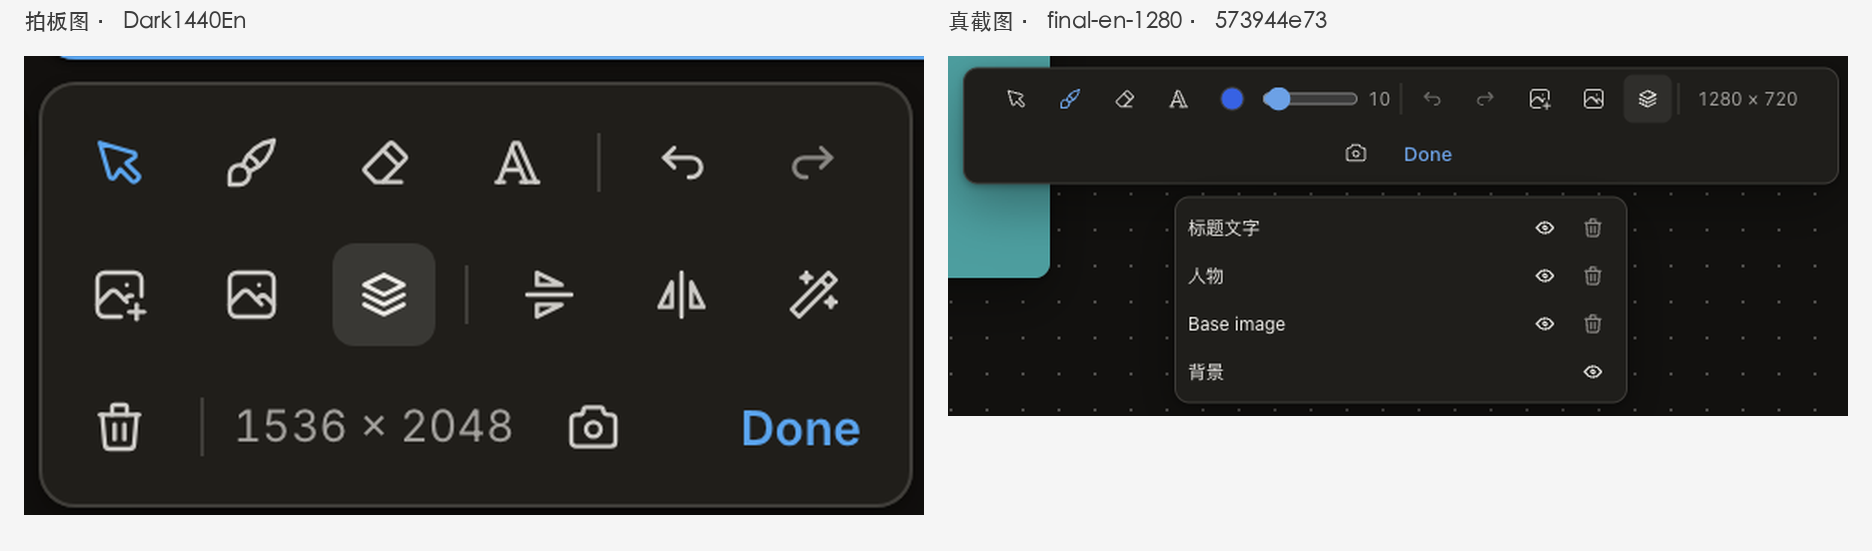 拍板图 · Dark1440En
1536 × 2048
Done
真截图 · final-en-1280 · 573944e73
10
1280 × 720
Done
标题文字
人物
Base image
背景